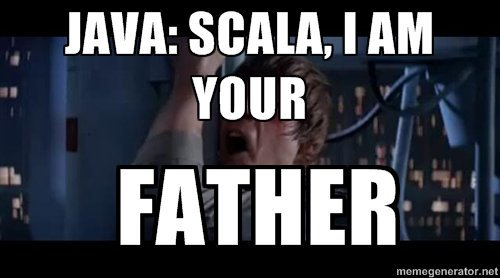 JAVA: SCALA, I AM
YOUR
FATHER
memegenerator.net